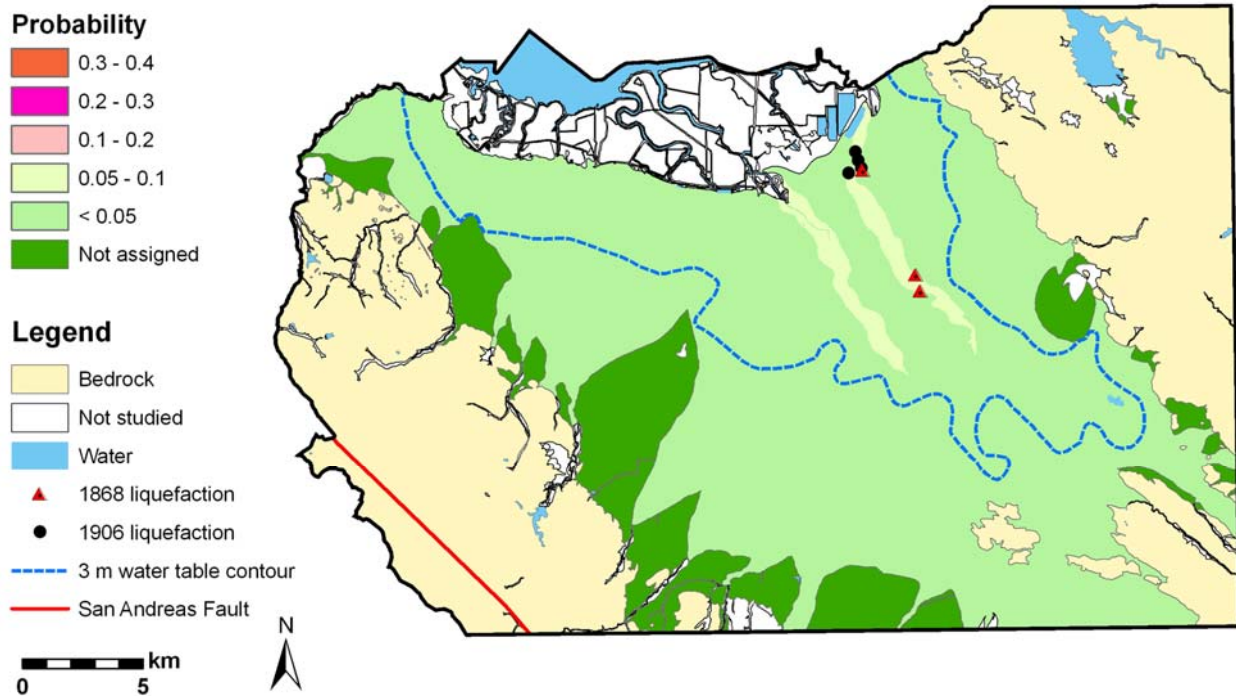 Probability
0.3 - 0.4
0.2 - 0.3
0.1 - 0.2
0.05 - 0.1
< 0.05
Not assigned
Legend
Bedrock
Not studied
Water
1868 liquefaction
1906 liquefaction
3 m water table contour
San Andreas Fault
km
0 5
N